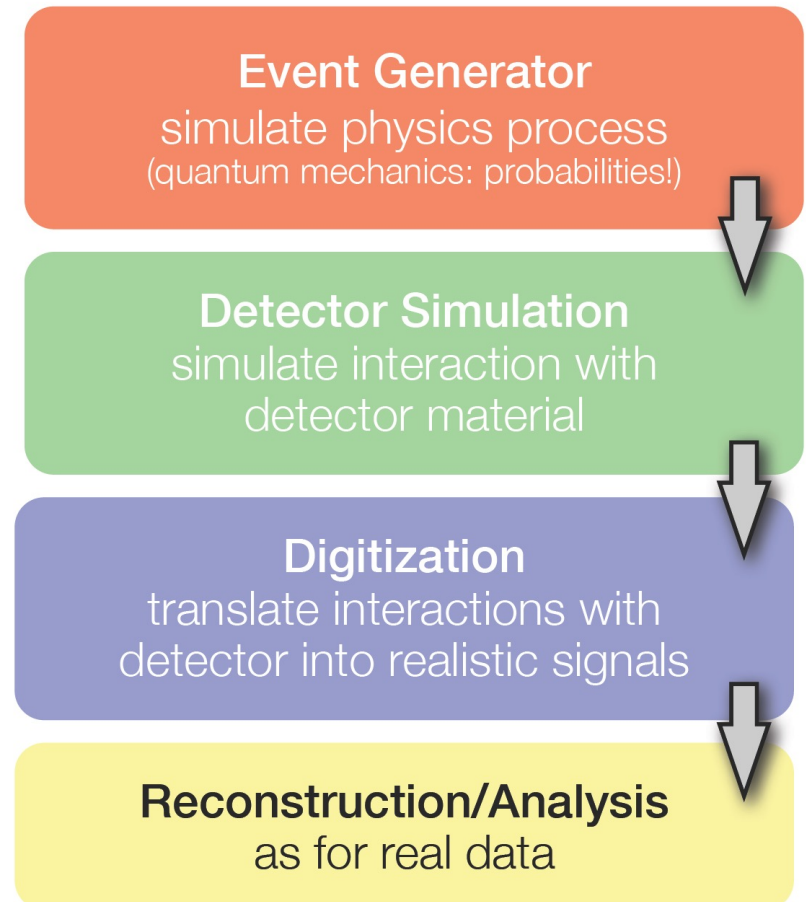 Event Generator
simulate physics process
(quantum mechanics: probabilities!)
Detector Simulation
simulate interaction with
detector material
Digitization
translate interactions with
detector into realistic signals
Reconstruction/Analysis
as for real data